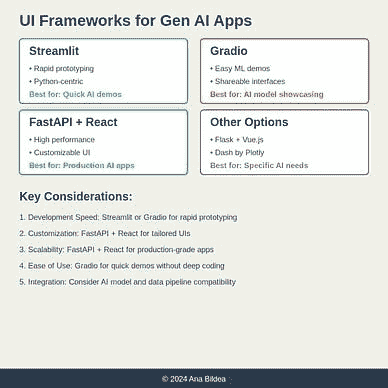 UI Frameworks for Gen AI Apps
Streamlit
• Rapid prototyping
• Python-centric
Best for: Quick AI demos
Gradio
• Easy ML demos
• Shareable interfaces
Best for: AI model showcasing
FastAPI + React
• High performance
• Customizable UI
Best for: Production AI apps
Other Options
• Flask + Vue.js
• Dash by Plotly
Best for: Specific AI needs
Key Considerations:
1. Development Speed: Streamlit or Gradio for rapid prototyping
2. Customization: FastAPI + React for tailored UIs
3. Scalability: FastAPI + React for production-grade apps
4. Ease of Use: Gradio for quick demos without deep coding
5. Integration: Consider AI model and data pipeline compatibility
© 2024 Ana Bildea